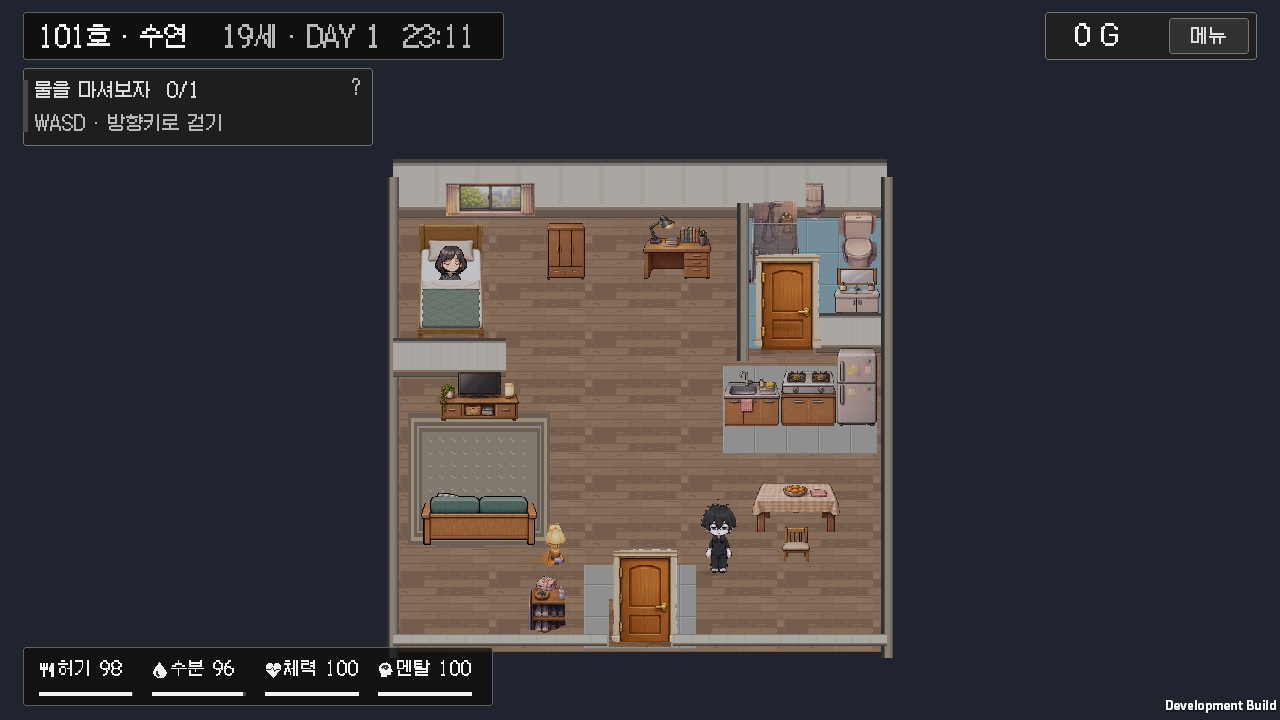 101호 · 수연 19세 · DAY 1 23:11
0 G
메뉴
물을 마셔보자 0/1
?
WASD · 방향키로 걷기
허기 98 수분 96 체력 100 멘탈 100
Development Build